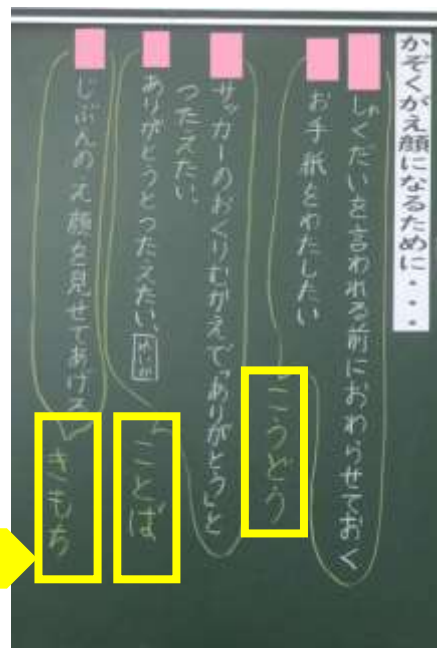 かぞくがえ顔になるために・・・
しゅくだいを言われる前におわらせておく
お手紙をわたしたい
こうどう
サッカーのおくりむかえで「ありがとう」と
つたえたい。
ありがとうとつたえたい。
ことば
じぶんのえ顔を見せてあげる
きもち